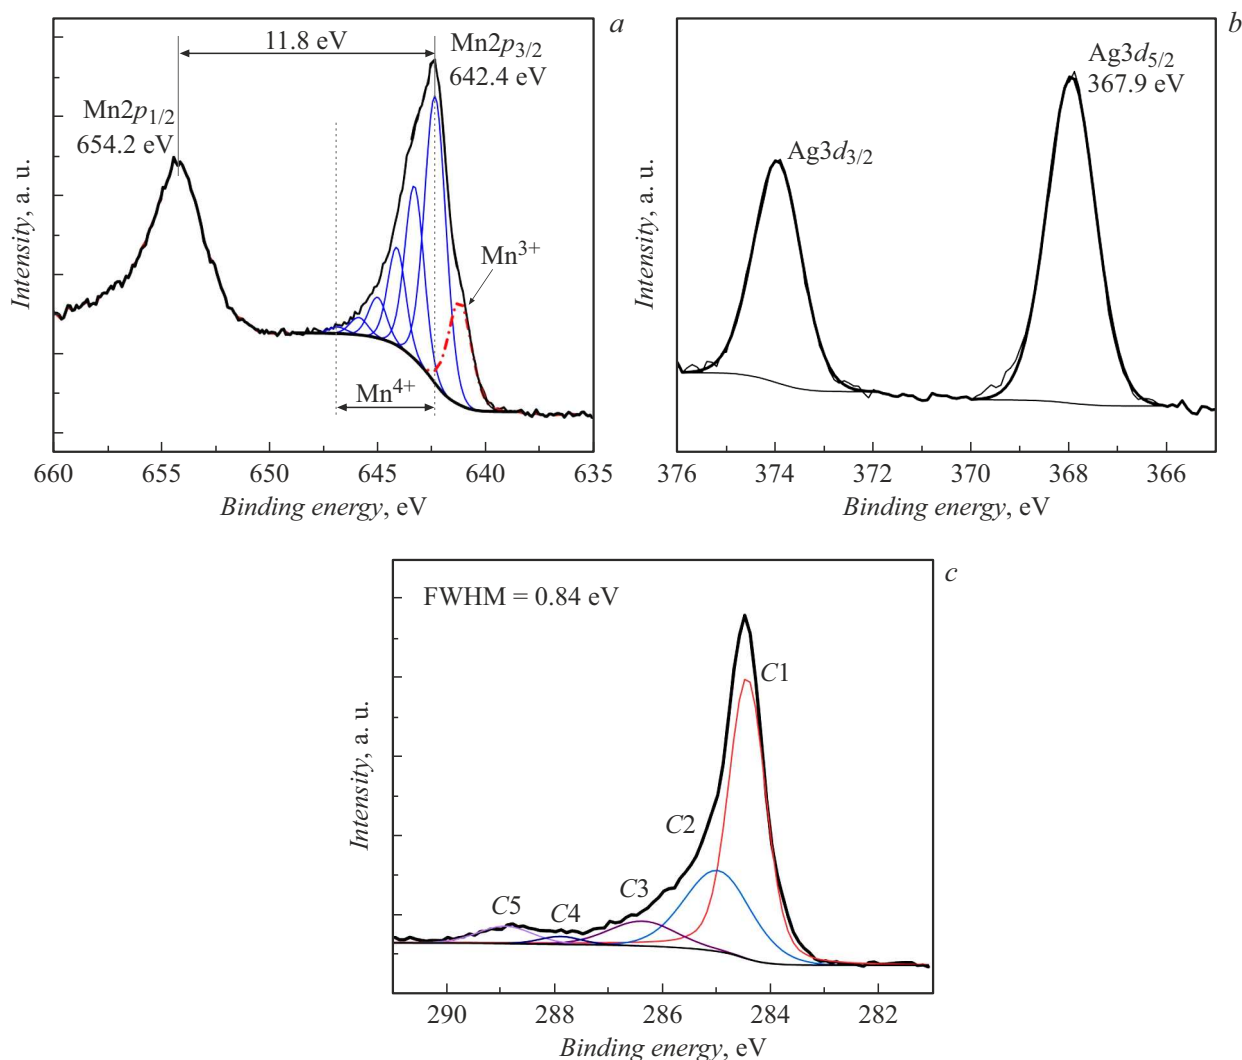 a
11.8 eV
Mn2p3/2
642.4 eV
Mn2p1/2
654.2 eV
Mn3+
Mn4+
Intensity, a. u.
660 655 650 645 640 635
Binding energy, eV
b
Ag3d5/2
367.9 eV
Ag3d3/2
Intensity, a. u.
376 374 372 370 368 366
Binding energy, eV
c
FWHM = 0.84 eV
C1
C2
C3
C4
C5
Intensity, a. u.
290 288 286 284 282
Binding energy, eV